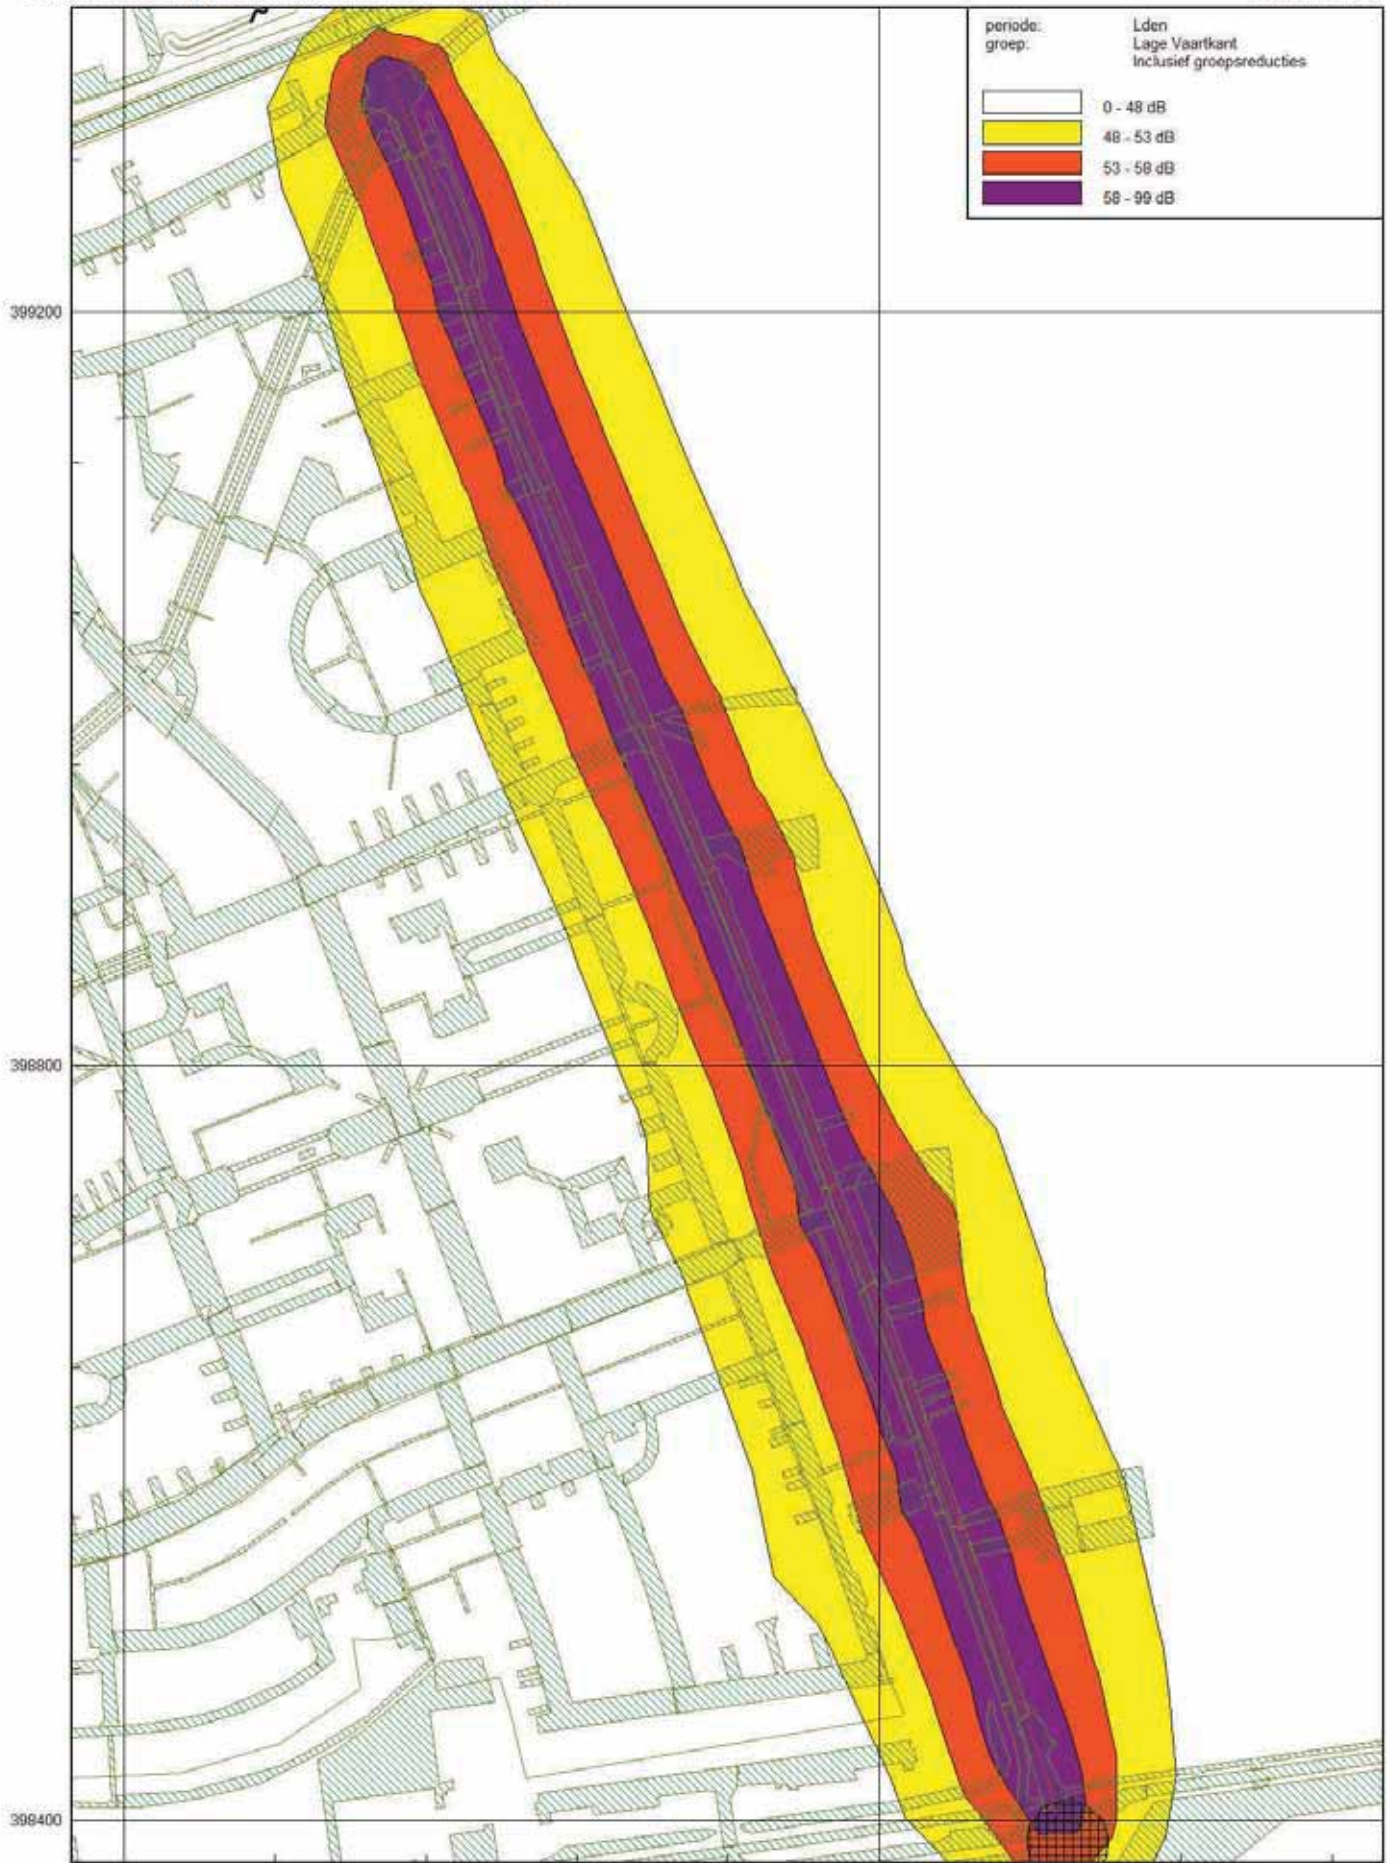 periode: Lden
groep: Lage Vaartkant
Inclusief groepsreducties
0 - 48 dB
48 - 53 dB
53 - 58 dB
58 - 99 dB
399200
398800
398400